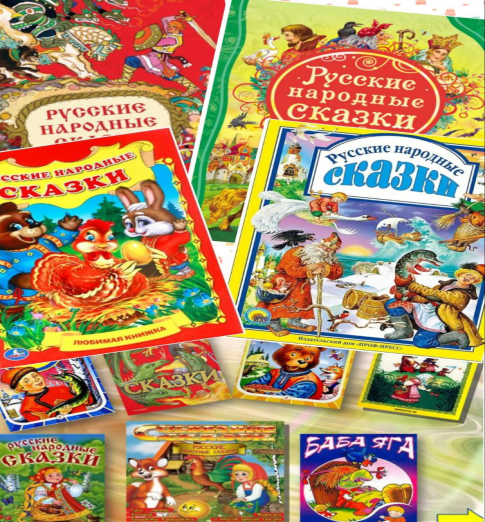 РУССКИЕ
НАРОДНЫЕ
Русские
народные
сказки
РУССКИЕ НАРОДНЫЕ
СКАЗКИ
ЛЮБИМАЯ КНИЖКА
Русские народные
сказки
Издательский дом «ПРОФ-ПРЕСС»
СКАЗКИ
Русские
народные
СКАЗКИ
РУССКИЕ
БАБА ЯГА